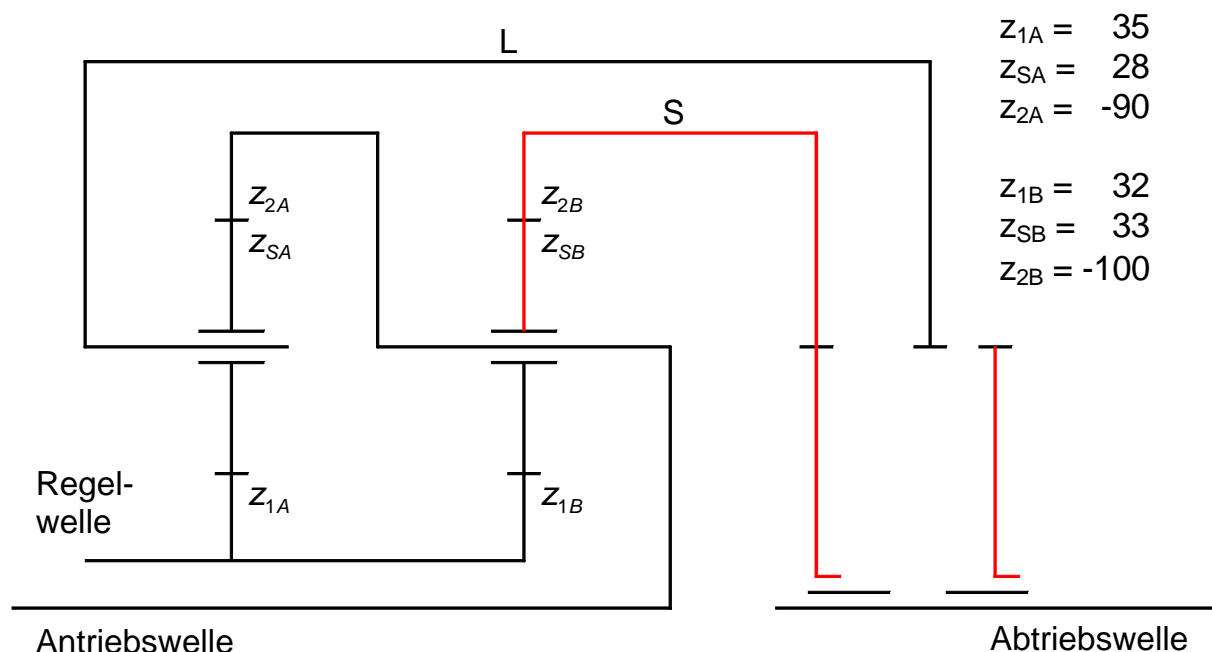 L
S
z1A = 35
zSA = 28
z2A = -90
z1B = 32
zSB = 33
z2B = -100
z2A
zSA
z2B
zSB
Regel-
welle
z1A
z1B
Antriebswelle
Abtriebswelle